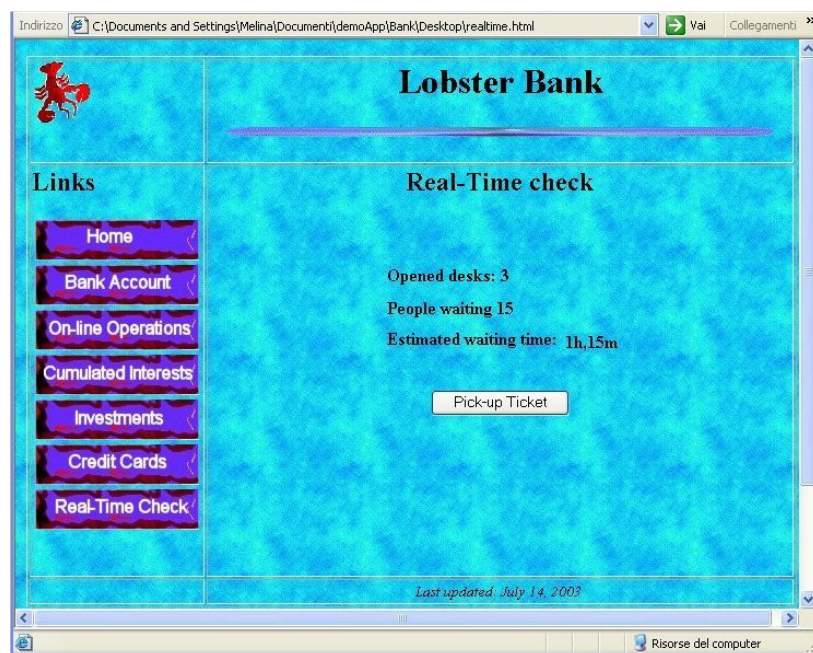 Indirizzo C:\Documents and Settings\Melina\Documenti\demoApp\Bank\Desktop\realtime.html Vai Collegamenti »
Lobster Bank
Links
Real-Time check
Home
Bank Account
On-line Operations
Cumulated Interests
Investments
Credit Cards
Real-Time Check
Opened desks: 3
People waiting 15
Estimated waiting time: 1h,15m
Pick-up Ticket
Last updated: July 14, 2003
Risorse del computer